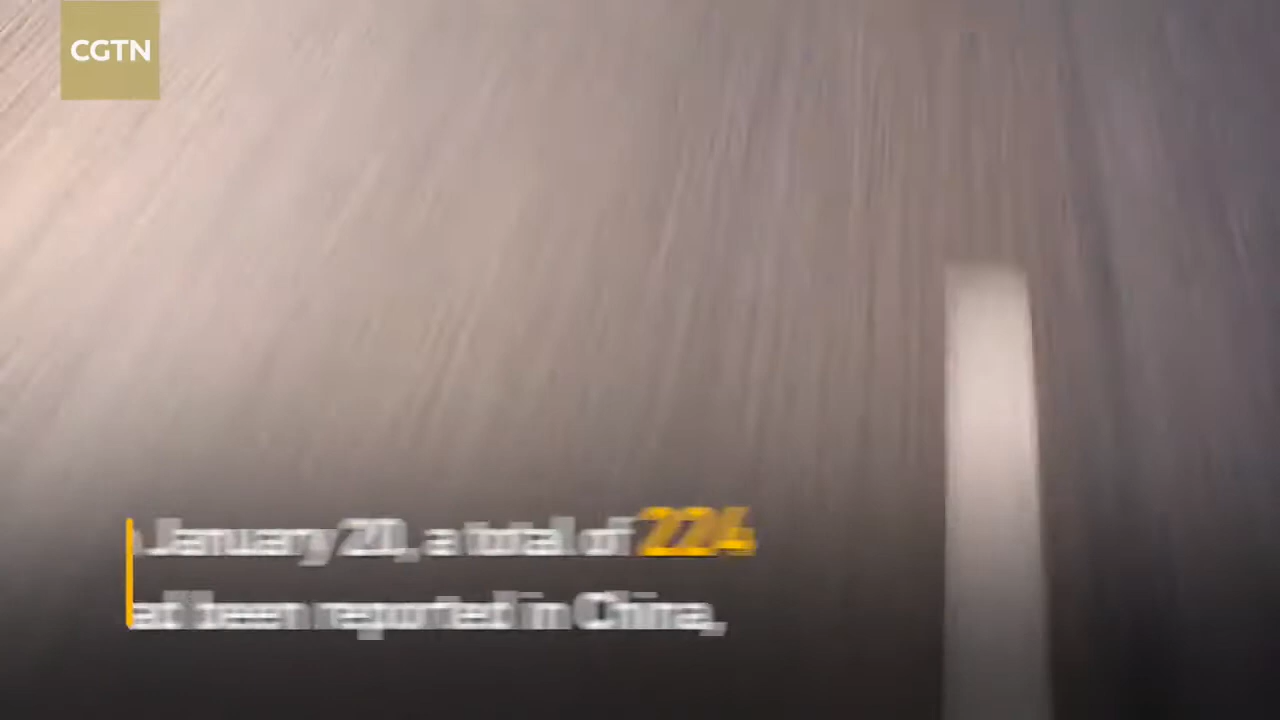 CGTN
January 20, a total of 224
been reported in China,